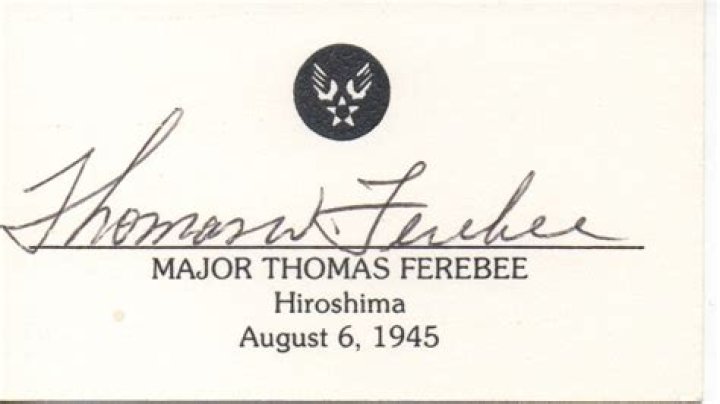 Thomas W. Ferebee
MAJOR THOMAS FEREBEE
Hiroshima
August 6, 1945